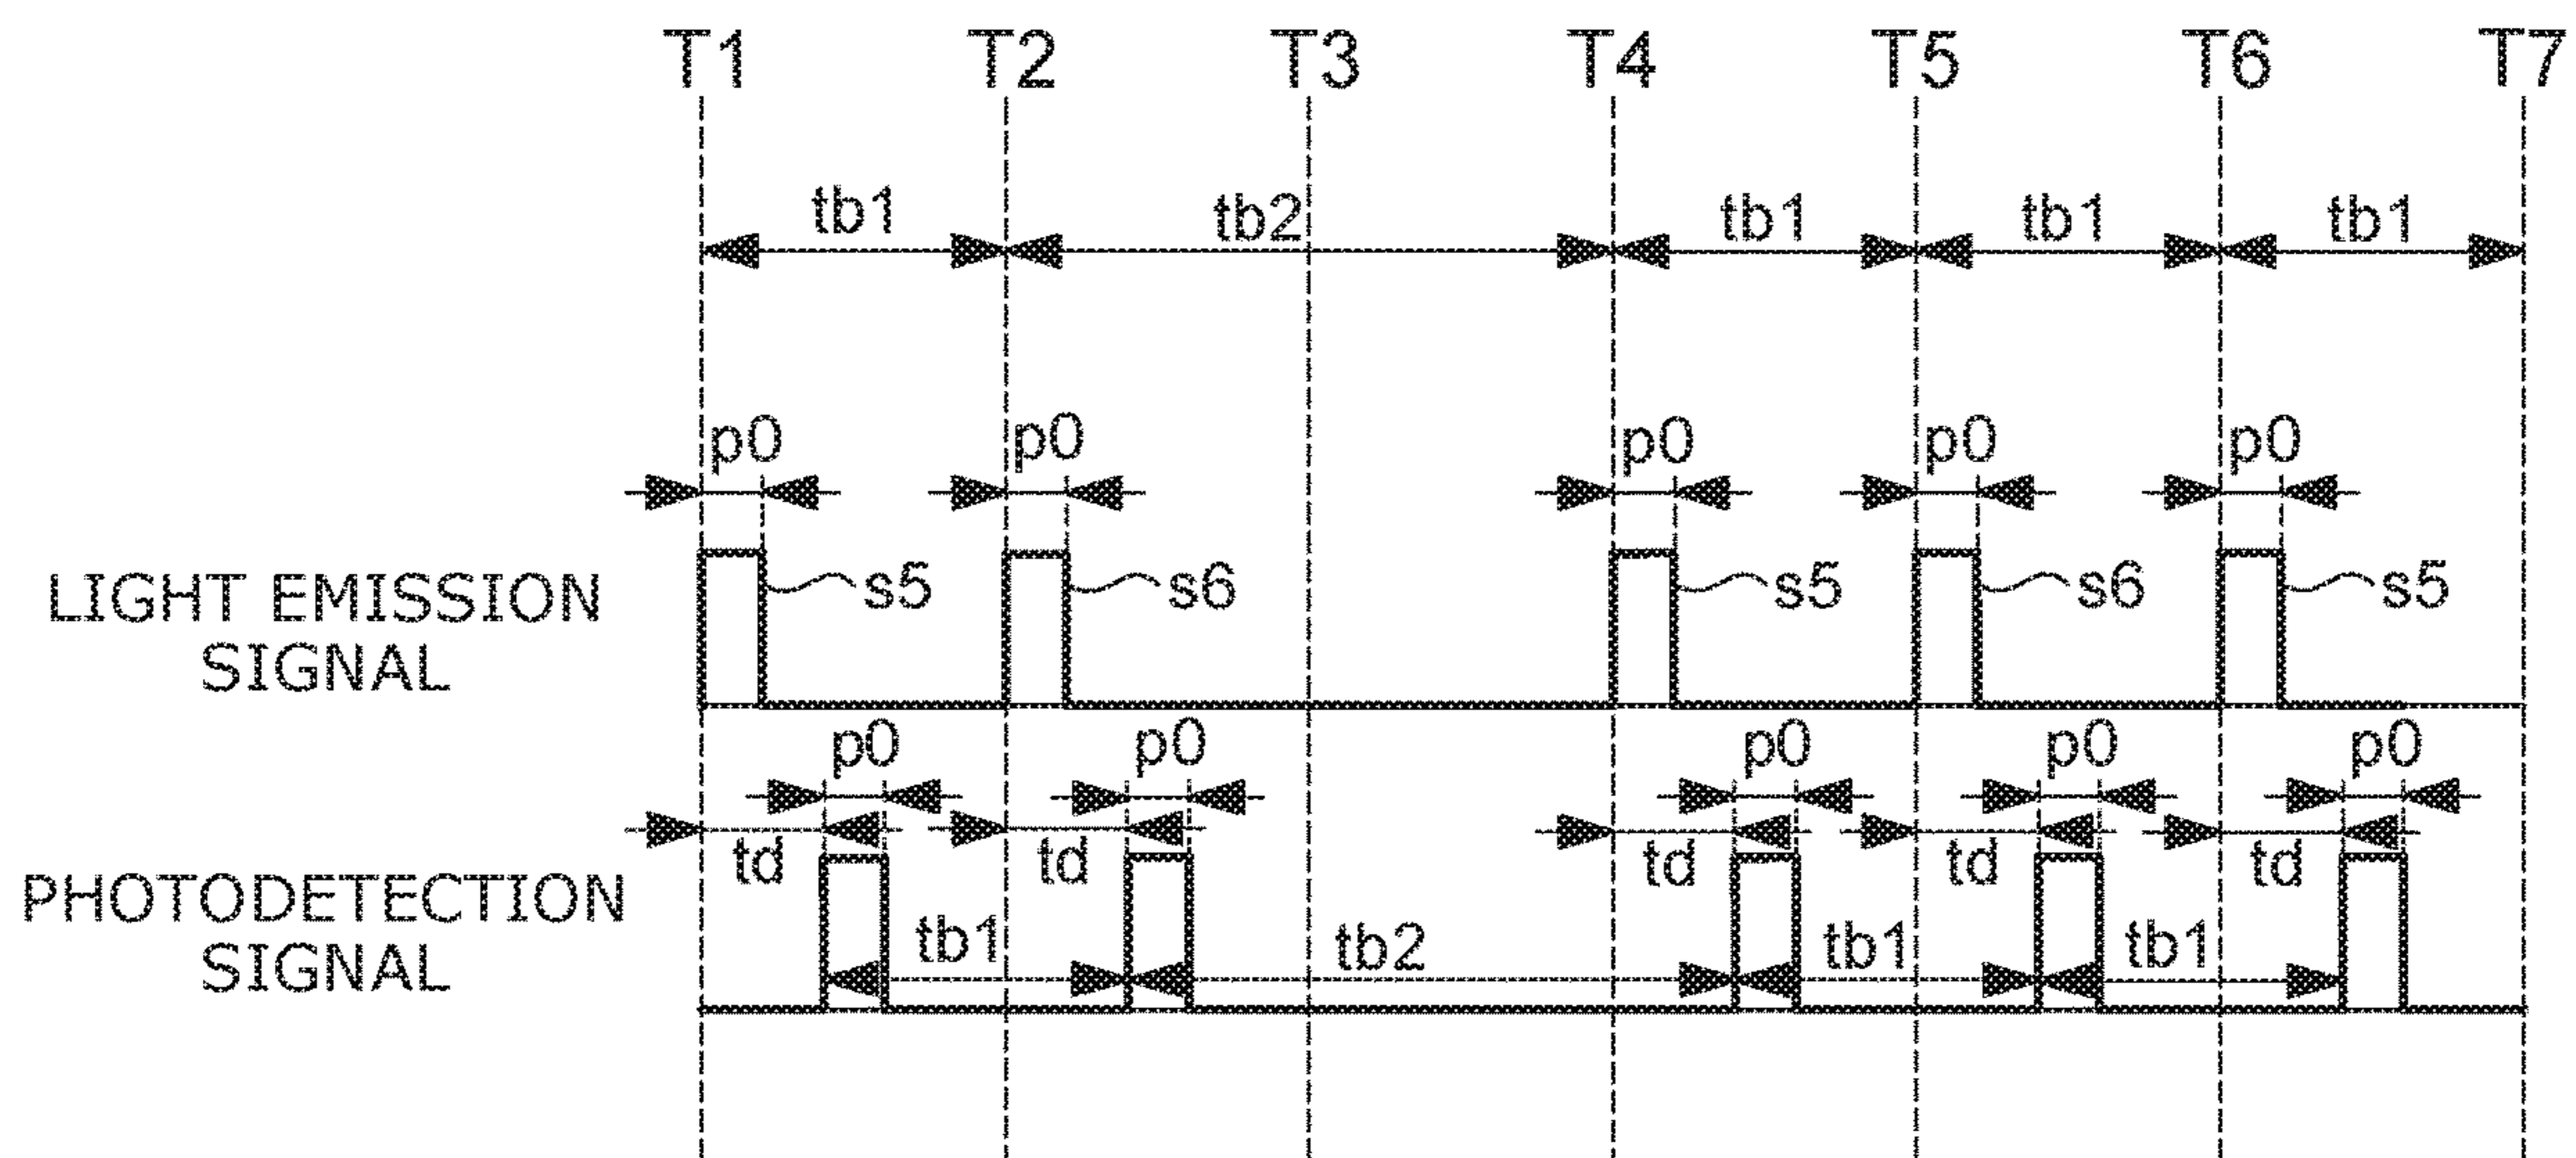 T1 T2 T3 T4 T5 T6 T7
tb1 tb2 tb1 tb1 tb1
p0 p0 p0 p0 p0
LIGHT EMISSION
SIGNAL
s5 s6 s5 s6 s5
p0 p0 p0 p0 p0
td td td td td
PHOTODETECTION
SIGNAL
tb1 tb2 tb1 tb1